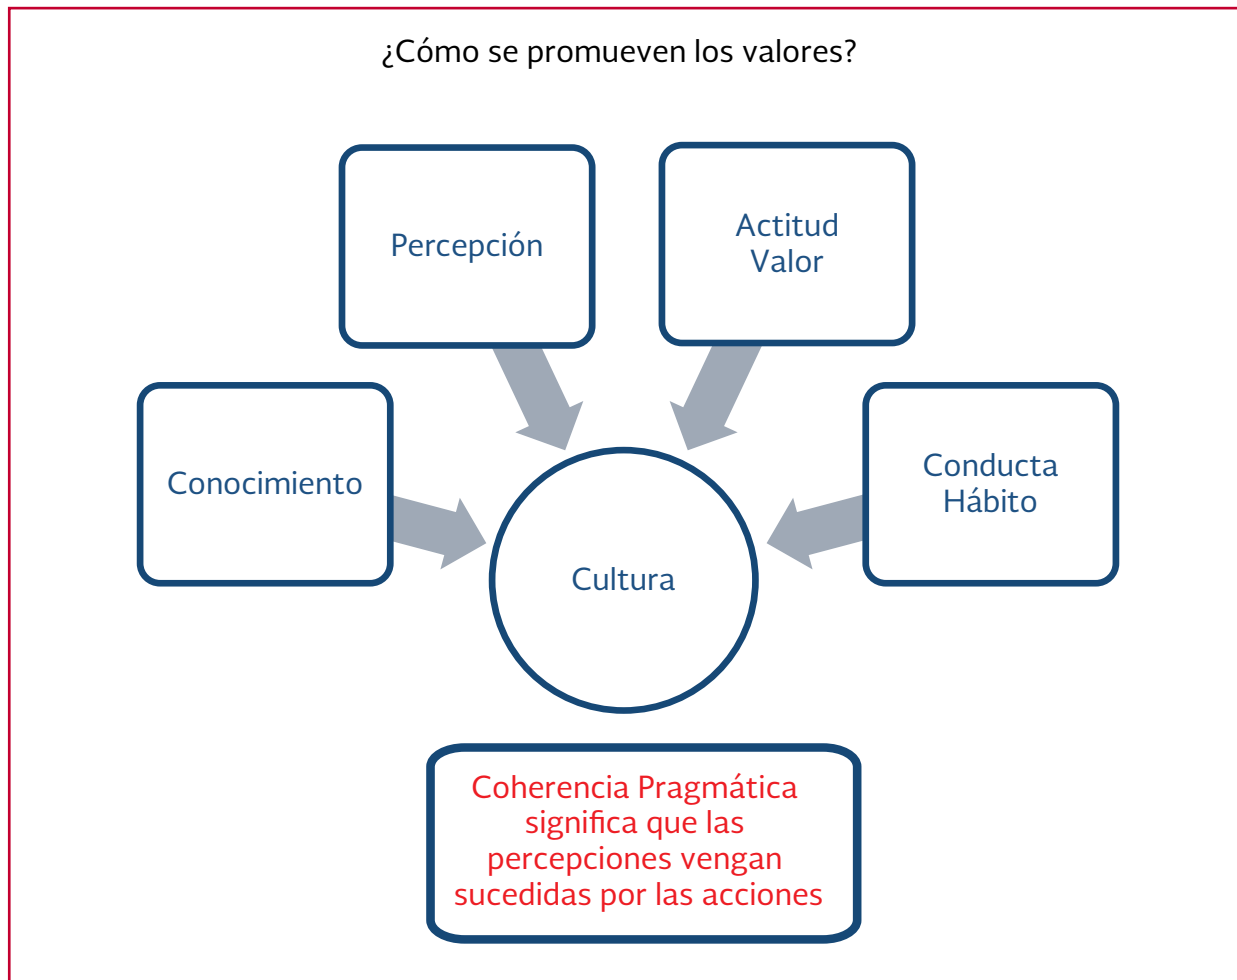 ¿Cómo se promueven los valores?
Percepción
Actitud
Valor
Conocimiento
Conducta
Hábito
Cultura
Coherencia Pragmática
significa que las
percepciones vengan
sucedidas por las acciones